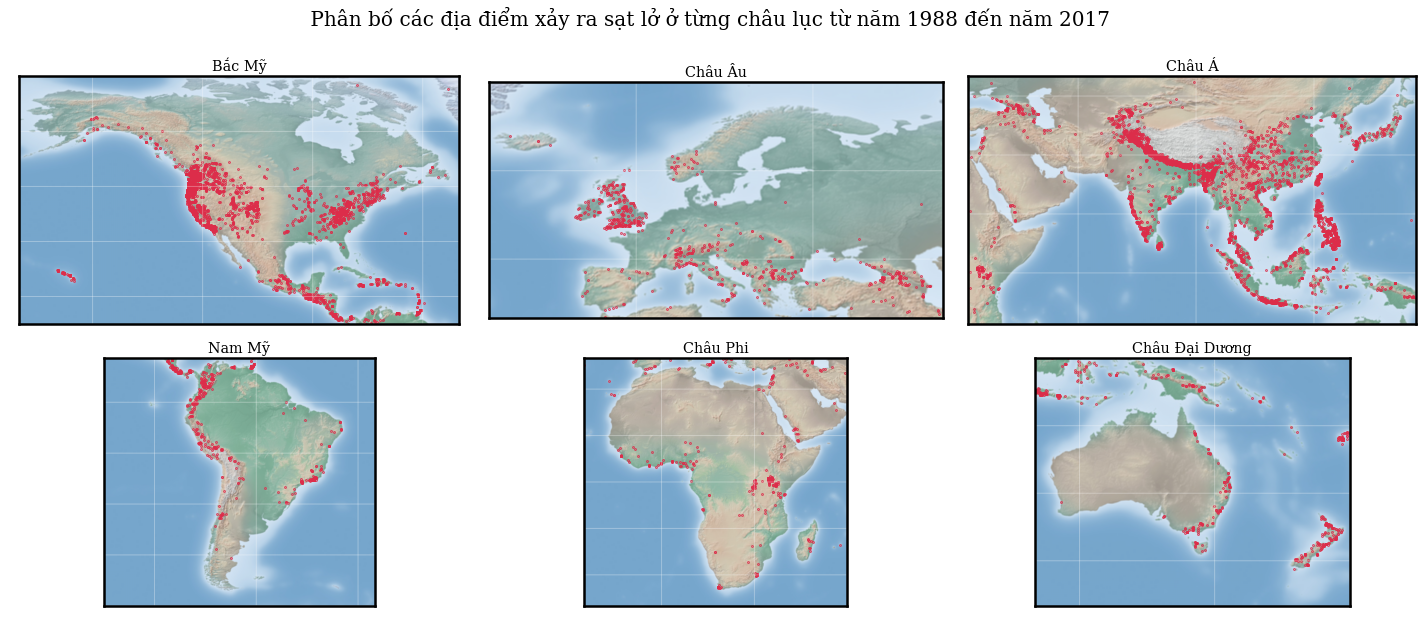 Phân bố các địa điểm xảy ra sạt lở ở từng châu lục từ năm 1988 đến năm 2017
Bắc Mỹ
Châu Âu
Châu Á
Nam Mỹ
Châu Phi
Châu Đại Dương